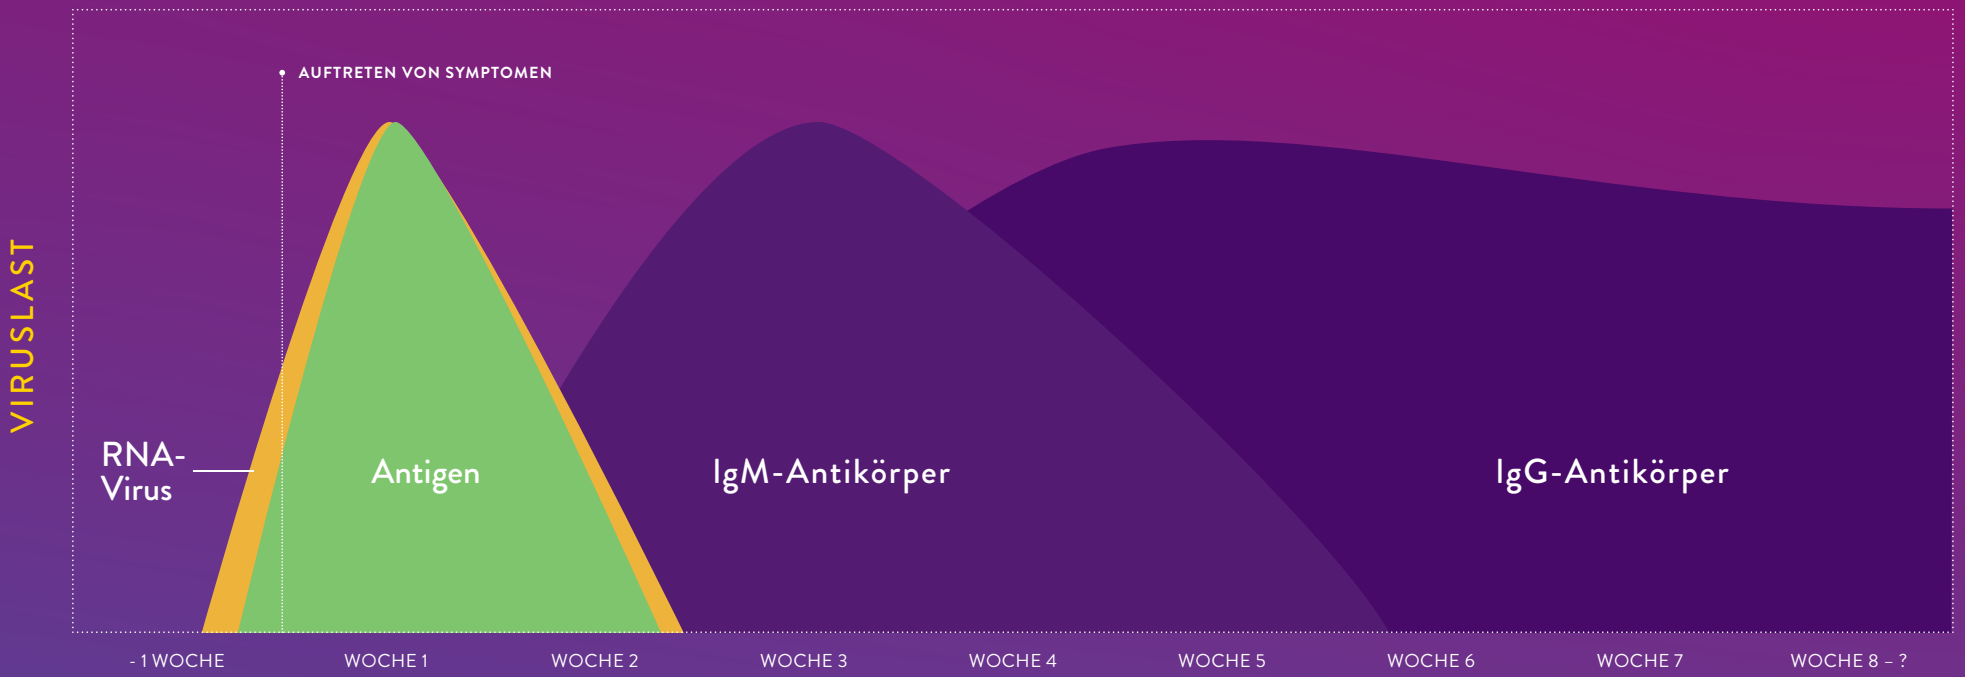 AUFTRETEN VON SYMPTOMEN
VIRUSLAST
RNA-
Virus
Antigen
IgM-Antikörper
IgG-Antikörper
- 1 WOCHE
WOCHE 1
WOCHE 2
WOCHE 3
WOCHE 4
WOCHE 5
WOCHE 6
WOCHE 7
WOCHE 8 – ?